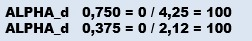 ALPHA_d 0,750 = 0 / 4,25 = 100
ALPHA_d 0,375 = 0 / 2,12 = 100